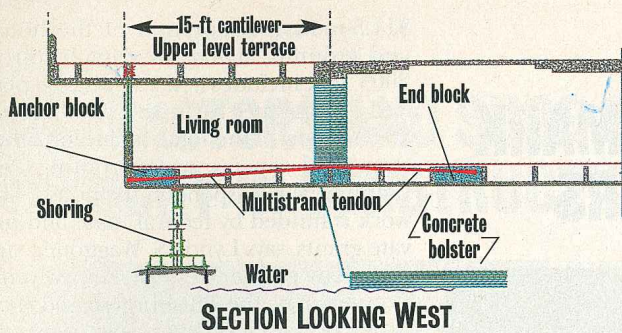 15-ft cantilever
Upper level terrace
Anchor block
Living room
End block
Multistrand tendon
Shoring
Concrete
bolster
Water
SECTION LOOKING WEST